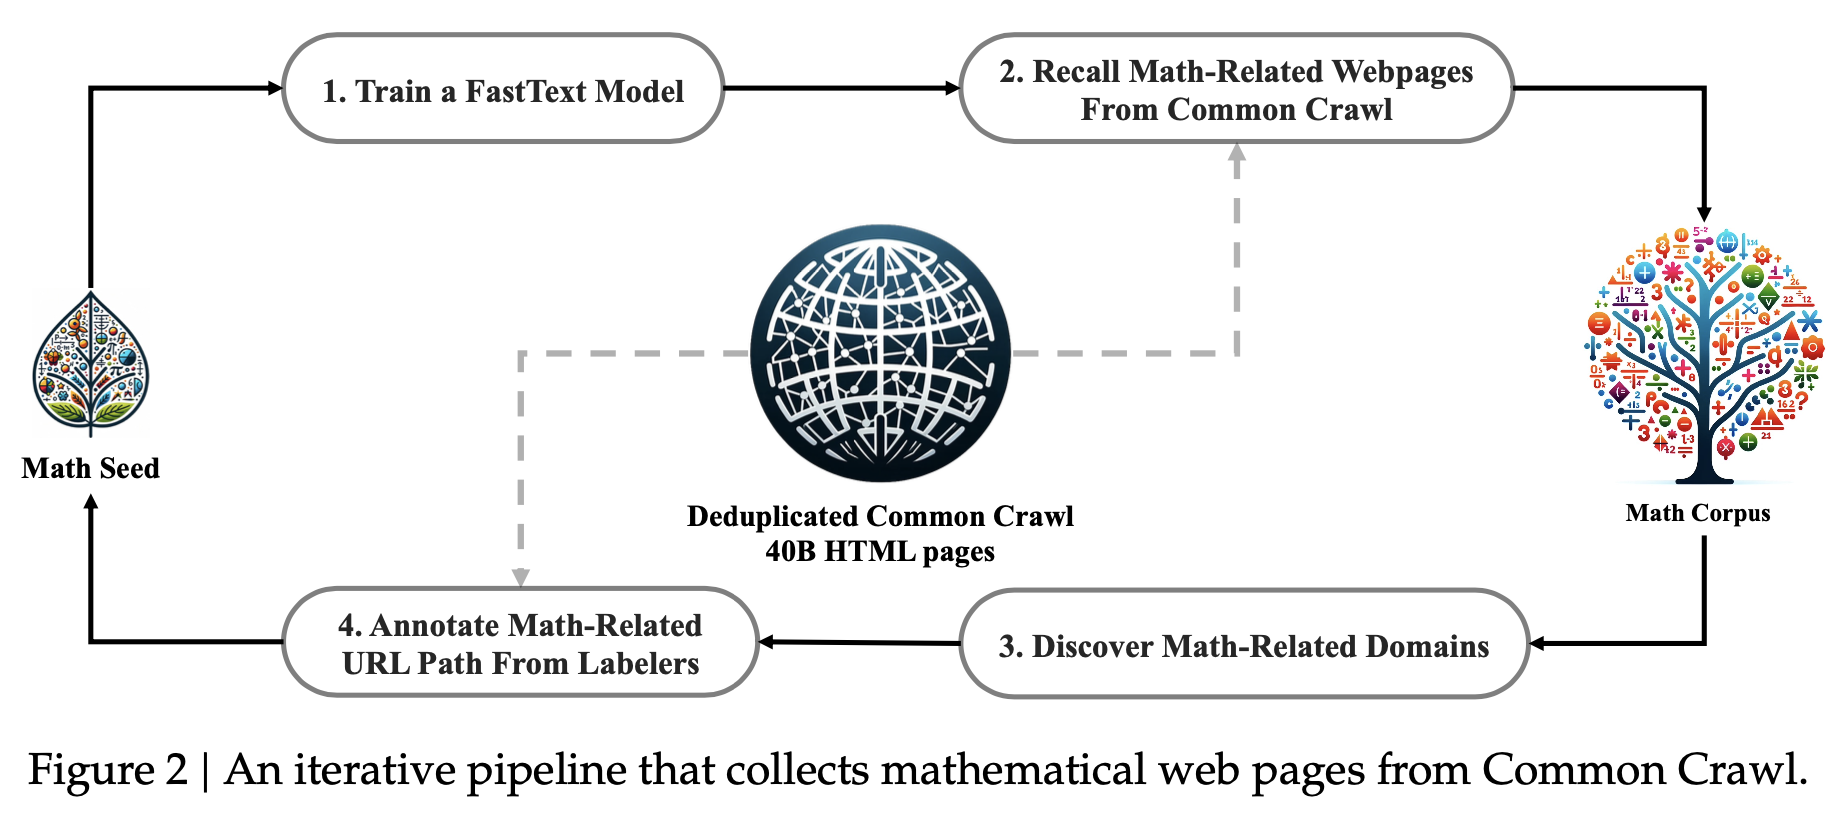 1. Train a FastText Model
2. Recall Math-Related Webpages
From Common Crawl
Math Seed
Deduplicated Common Crawl
40B HTML pages
Math Corpus
4. Annotate Math-Related
URL Path From Labelers
3. Discover Math-Related Domains
Figure 2 | An iterative pipeline that collects mathematical web pages from Common Crawl.